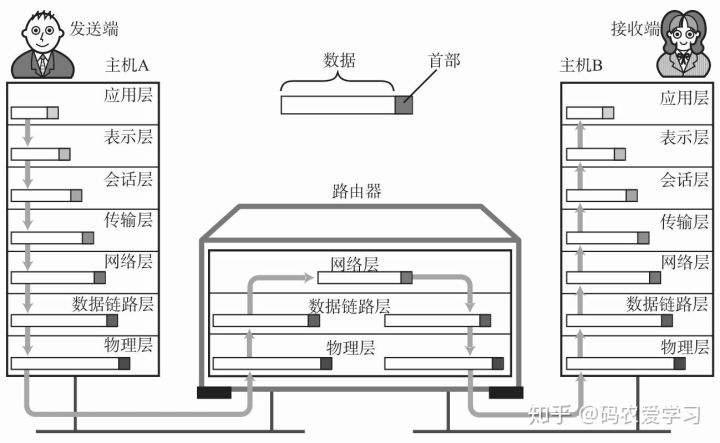 发送端
主机A
应用层
表示层
会话层
传输层
网络层
数据链路层
物理层
数据
首部
路由器
网络层
数据链路层
物理层
接收端
主机B
应用层
表示层
会话层
传输层
网络层
数据链路层
物理层
知乎 @码农爱学习